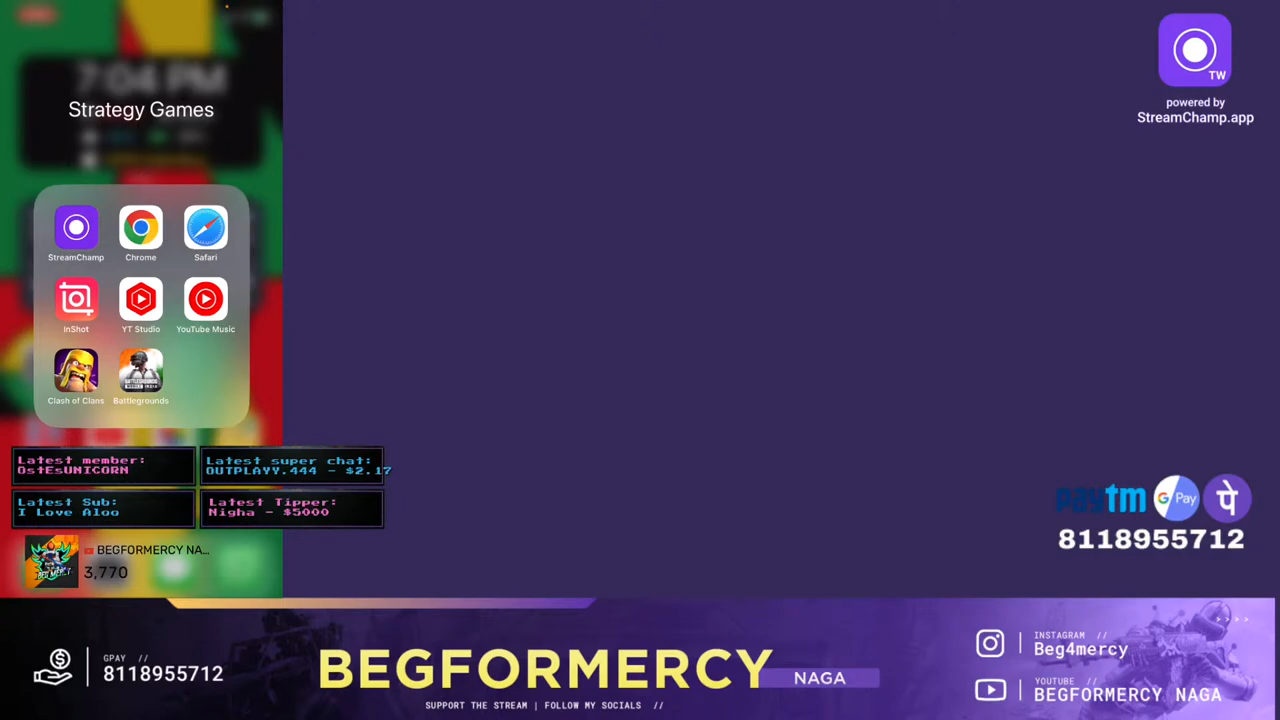 7:04 PM
Strategy Games
StreamChamp
Chrome
Safari
InShot
YT Studio
YouTube Music
Clash of Clans
Battlegrounds
TW
powered by
StreamChamp.app
Latest member:
OstEsUNICORN
Latest super chat:
OUTPLAYY.444 - $2.17
Latest Sub:
I Love Aloo
Latest Tipper:
Nigha - $5000
BEGFORMERCY NA...
3,770
paytm
G Pay
पे
8118955712
GPAY //
8118955712
BEGFORMERCY
NAGA
SUPPORT THE STREAM | FOLLOW MY SOCIALS //
> > > >
INSTAGRAM //
Beg4mercy
YOUTUBE //
BEGFORMERCY NAGA